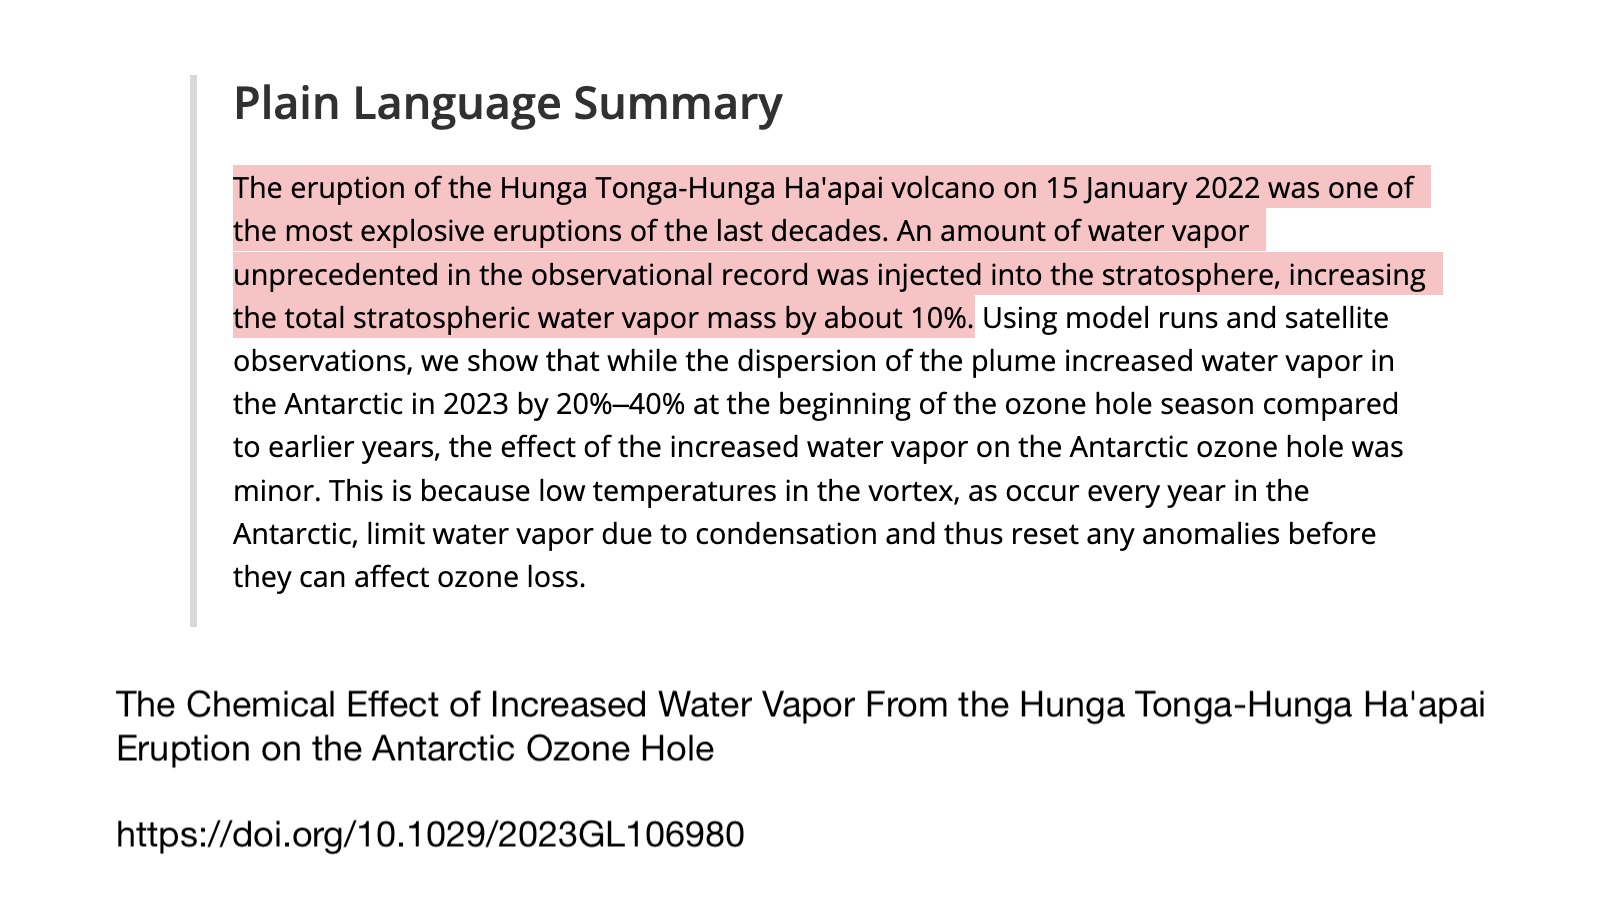 Plain Language Summary
The eruption of the Hunga Tonga-Hunga Ha'apai volcano on 15 January 2022 was one of
the most explosive eruptions of the last decades. An amount of water vapor
unprecedented in the observational record was injected into the stratosphere, increasing
the total stratospheric water vapor mass by about 10%. Using model runs and satellite
observations, we show that while the dispersion of the plume increased water vapor in
the Antarctic in 2023 by 20%–40% at the beginning of the ozone hole season compared
to earlier years, the effect of the increased water vapor on the Antarctic ozone hole was
minor. This is because low temperatures in the vortex, as occur every year in the
Antarctic, limit water vapor due to condensation and thus reset any anomalies before
they can affect ozone loss.
The Chemical Effect of Increased Water Vapor From the Hunga Tonga-Hunga Ha'apai
Eruption on the Antarctic Ozone Hole
https://doi.org/10.1029/2023GL106980